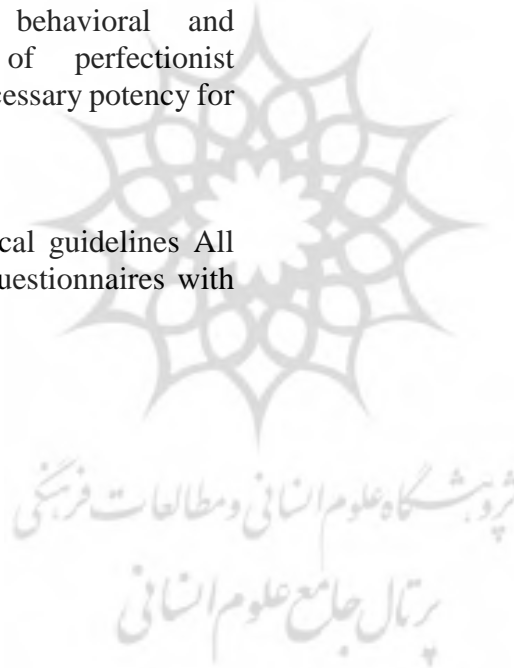 behavioral and
of perfectionist
cessary potency for
cal guidelines All
uestionnaires with
پژوهشگاه علوم انسانی و مطالعات فرهنگی
پرتال جامع علوم انسانی